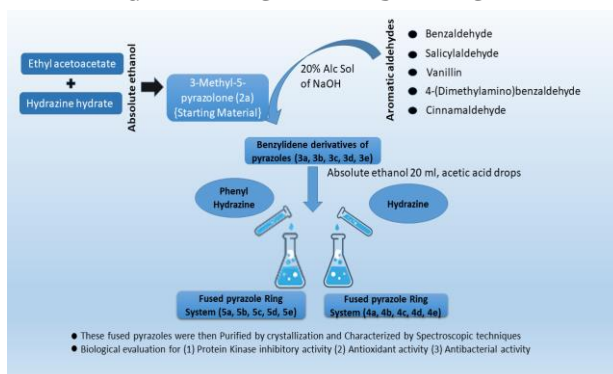 Ethyl acetoacetate
+
Hydrazine hydrate
Absolute ethanol
3-Methyl-5-
pyrazolone (2a)
(Starting Material)
20% Alc Sol
of NaOH
Aromatic aldehydes
● Benzaldehyde
● Salicylaldehyde
● Vanillin
● 4-(Dimethylamino)benzaldehyde
● Cinnamaldehyde
Benzylidene derivatives of
pyrazoles (3a, 3b, 3c, 3d, 3e)
Absolute ethanol 20 ml, acetic acid drops
Phenyl
Hydrazine
Hydrazine
Fused pyrazole Ring
System (5a, 5b, 5c, 5d, 5e)
Fused pyrazole Ring
System (4a, 4b, 4c, 4d, 4e)
● These fused pyrazoles were then Purified by crystallization and Characterized by Spectroscopic techniques
● Biological evaluation for (1) Protein Kinase inhibitory activity (2) Antioxidant activity (3) Antibacterial activity